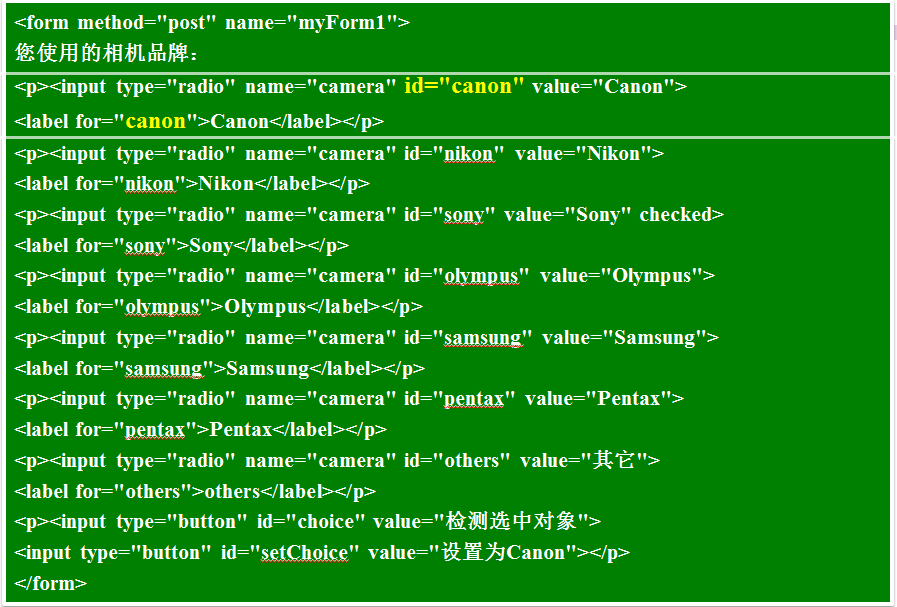 <form method="post" name="myForm1">
您使用的相机品牌：
<p><input type="radio" name="camera" id="canon" value="Canon">
<label for="canon">Canon</label></p>
<p><input type="radio" name="camera" id="nikon" value="Nikon">
<label for="nikon">Nikon</label></p>
<p><input type="radio" name="camera" id="sony" value="Sony" checked>
<label for="sony">Sony</label></p>
<p><input type="radio" name="camera" id="olympus" value="Olympus">
<label for="olympus">Olympus</label></p>
<p><input type="radio" name="camera" id="samsung" value="Samsung">
<label for="samsung">Samsung</label></p>
<p><input type="radio" name="camera" id="pentax" value="Pentax">
<label for="pentax">Pentax</label></p>
<p><input type="radio" name="camera" id="others" value="其它">
<label for="others">others</label></p>
<p><input type="button" id="choice" value="检测选中对象">
<input type="button" id="setChoice" value="设置为Canon"></p>
</form>